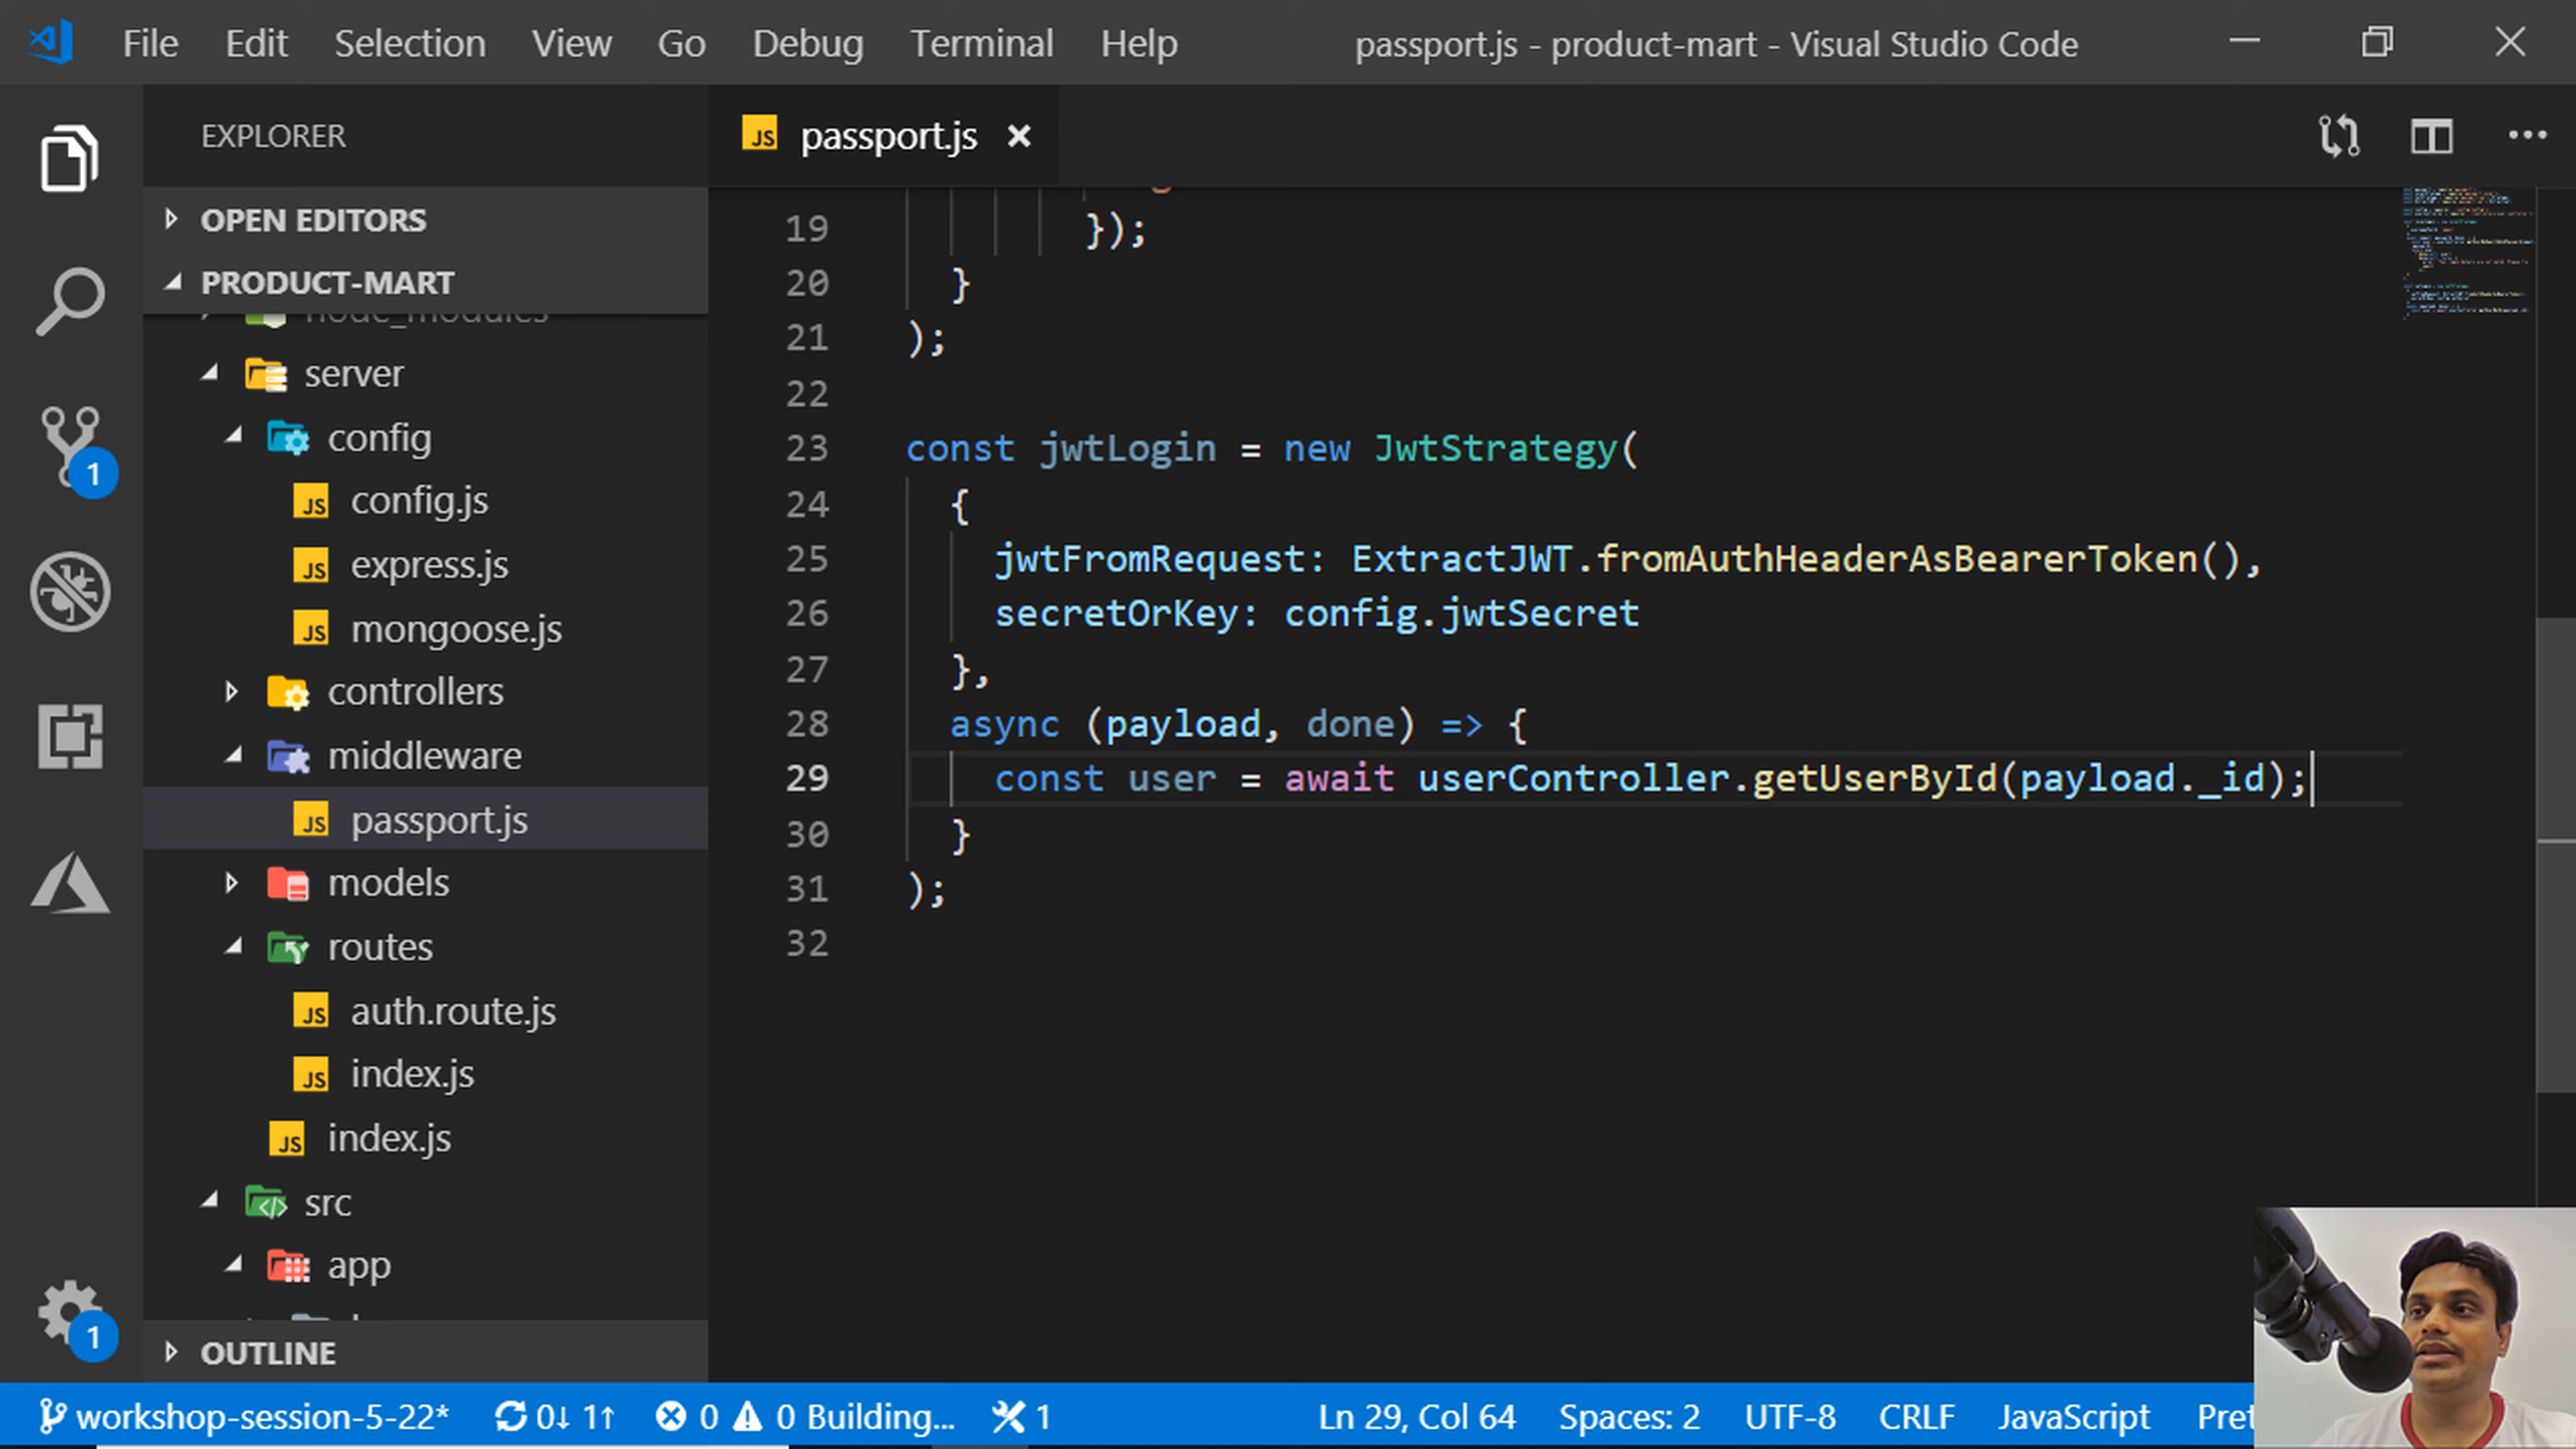 File Edit Selection View Go Debug Terminal Help passport.js - product-mart - Visual Studio Code
EXPLORER
OPEN EDITORS
PRODUCT-MART
node_modules
server
config
config.js
express.js
mongoose.js
controllers
middleware
passport.js
models
routes
auth.route.js
index.js
index.js
src
app
OUTLINE
1
1
JS passport.js
19 });
20 }
21 );
22
23 const jwtLogin = new JwtStrategy(
24 {
25 jwtFromRequest: ExtractJWT.fromAuthHeaderAsBearerToken(),
26 secretOrKey: config.jwtSecret
27 },
28 async (payload, done) => {
29 const user = await userController.getUserById(payload._id);
30 }
31 );
32
workshop-session-5-22* 0↓ 1↑ 0 0 Building... 1 Ln 29, Col 64 Spaces: 2 UTF-8 CRLF JavaScript Pret